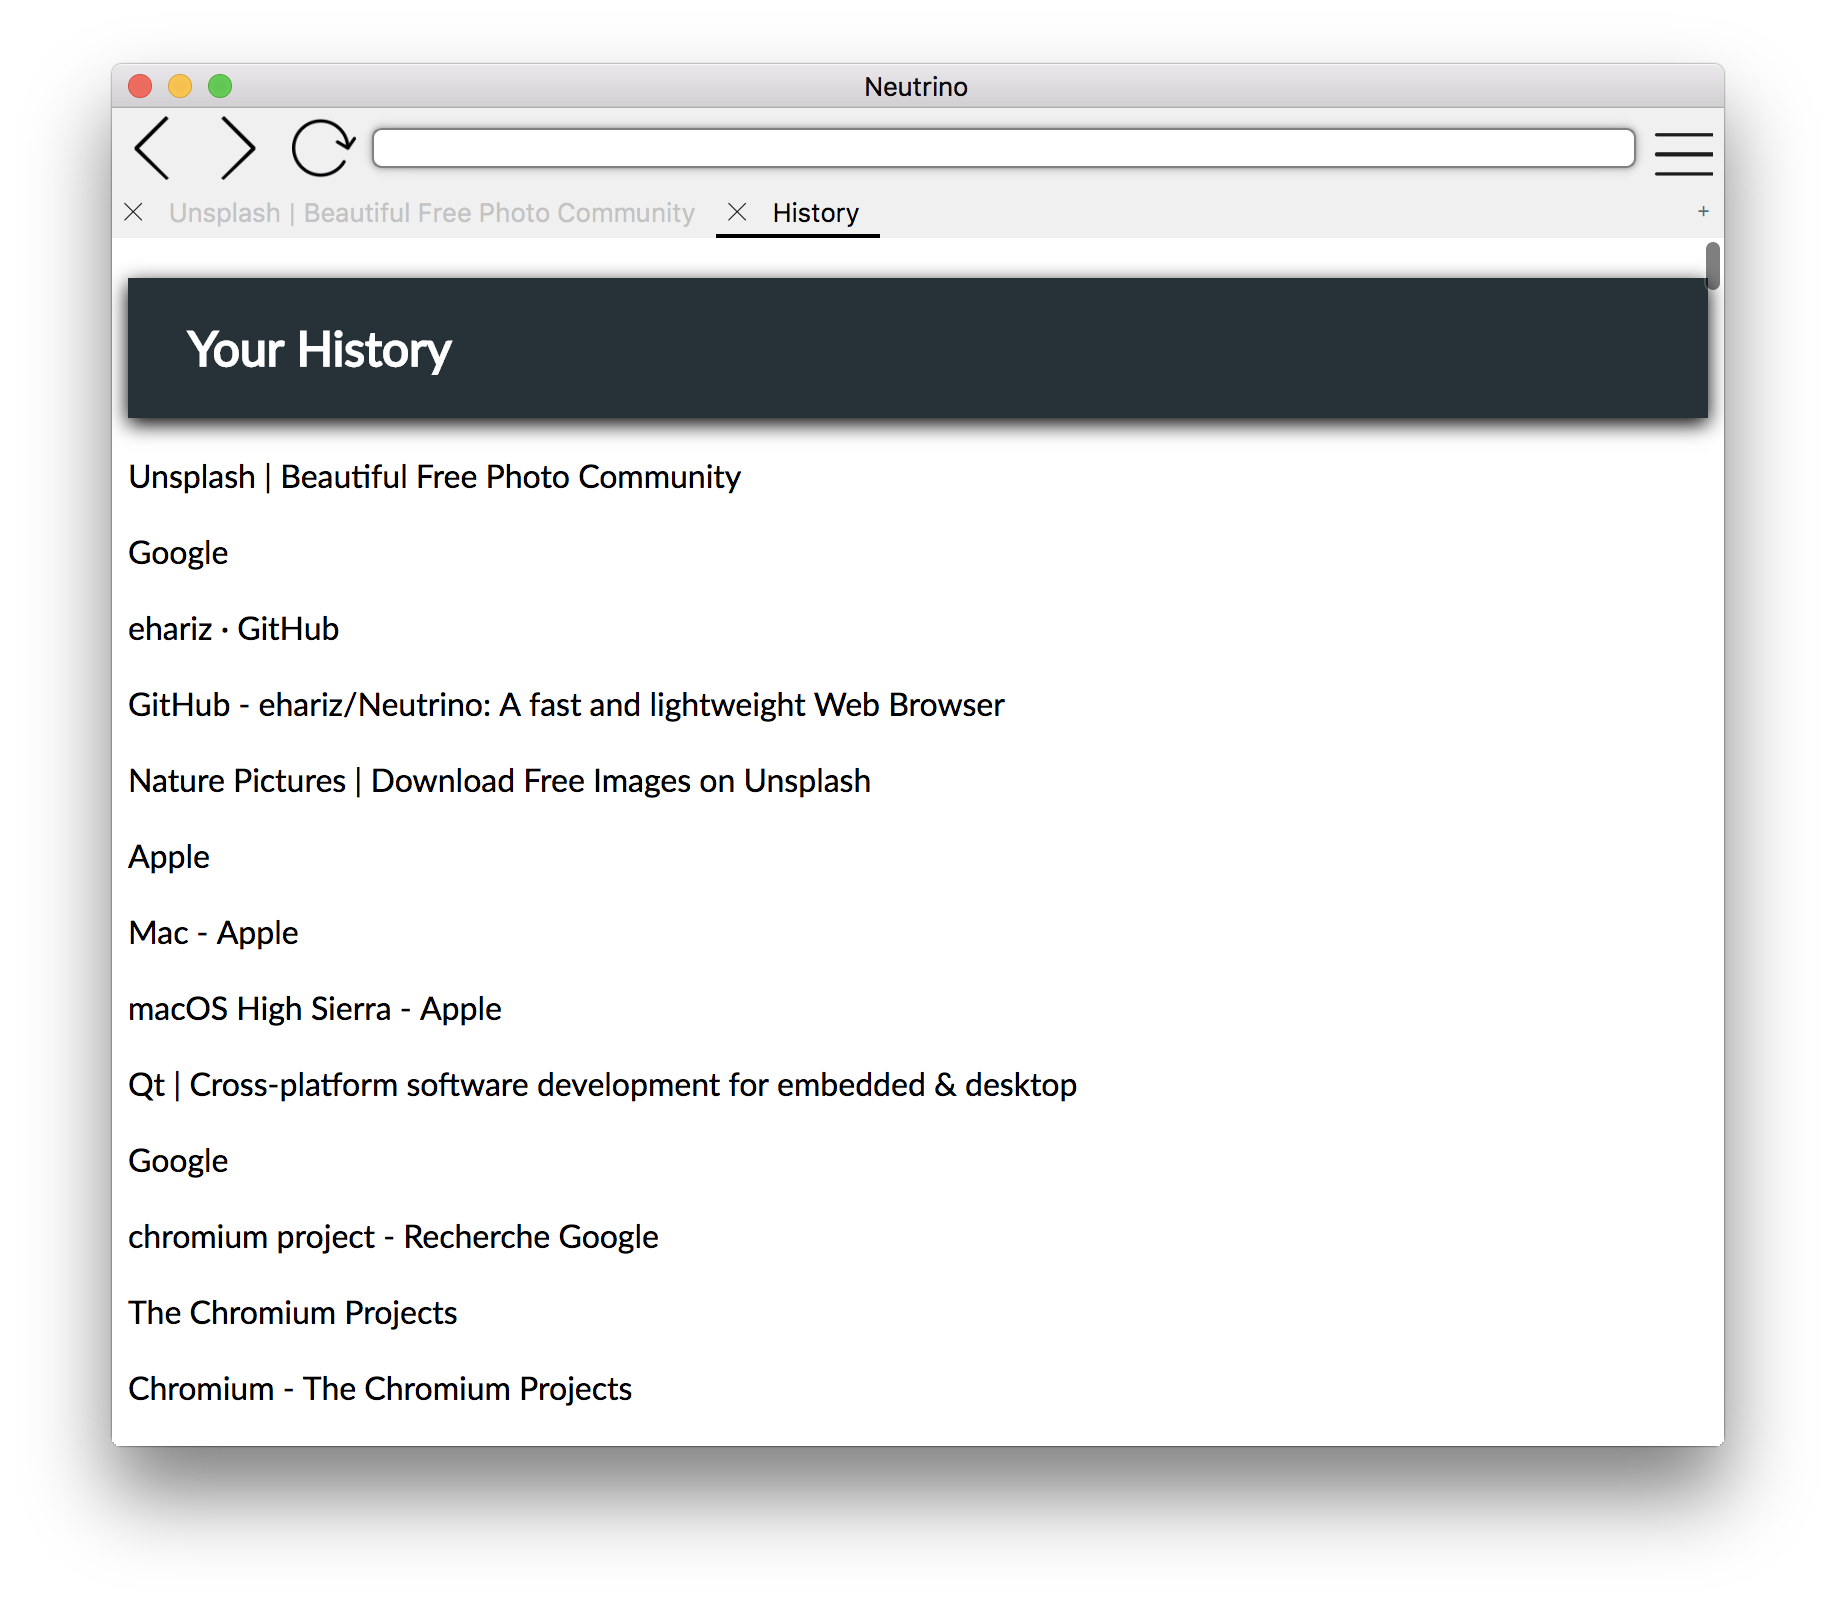 Neutrino
Unsplash | Beautiful Free Photo Community
History
+
Your History
Unsplash | Beautiful Free Photo Community
Google
ehariz · GitHub
GitHub - ehariz/Neutrino: A fast and lightweight Web Browser
Nature Pictures | Download Free Images on Unsplash
Apple
Mac - Apple
macOS High Sierra - Apple
Qt | Cross-platform software development for embedded & desktop
Google
chromium project - Recherche Google
The Chromium Projects
Chromium - The Chromium Projects